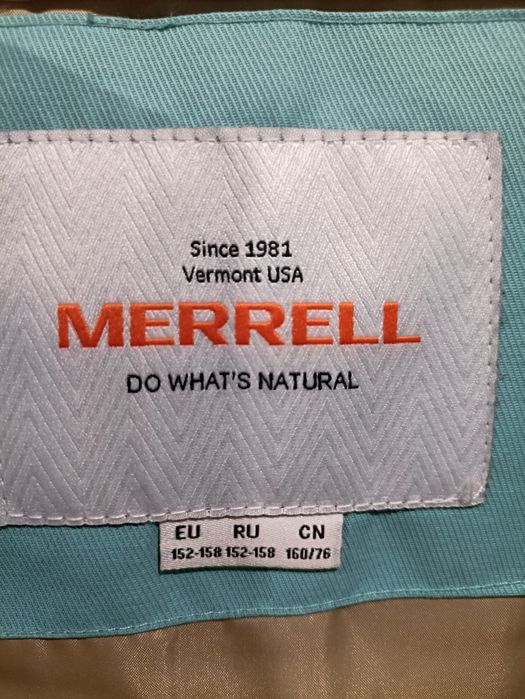 Since 1981
Vermont USA
MERRELL
DO WHAT'S NATURAL
EU RU CN
152-158 152-158 160/76